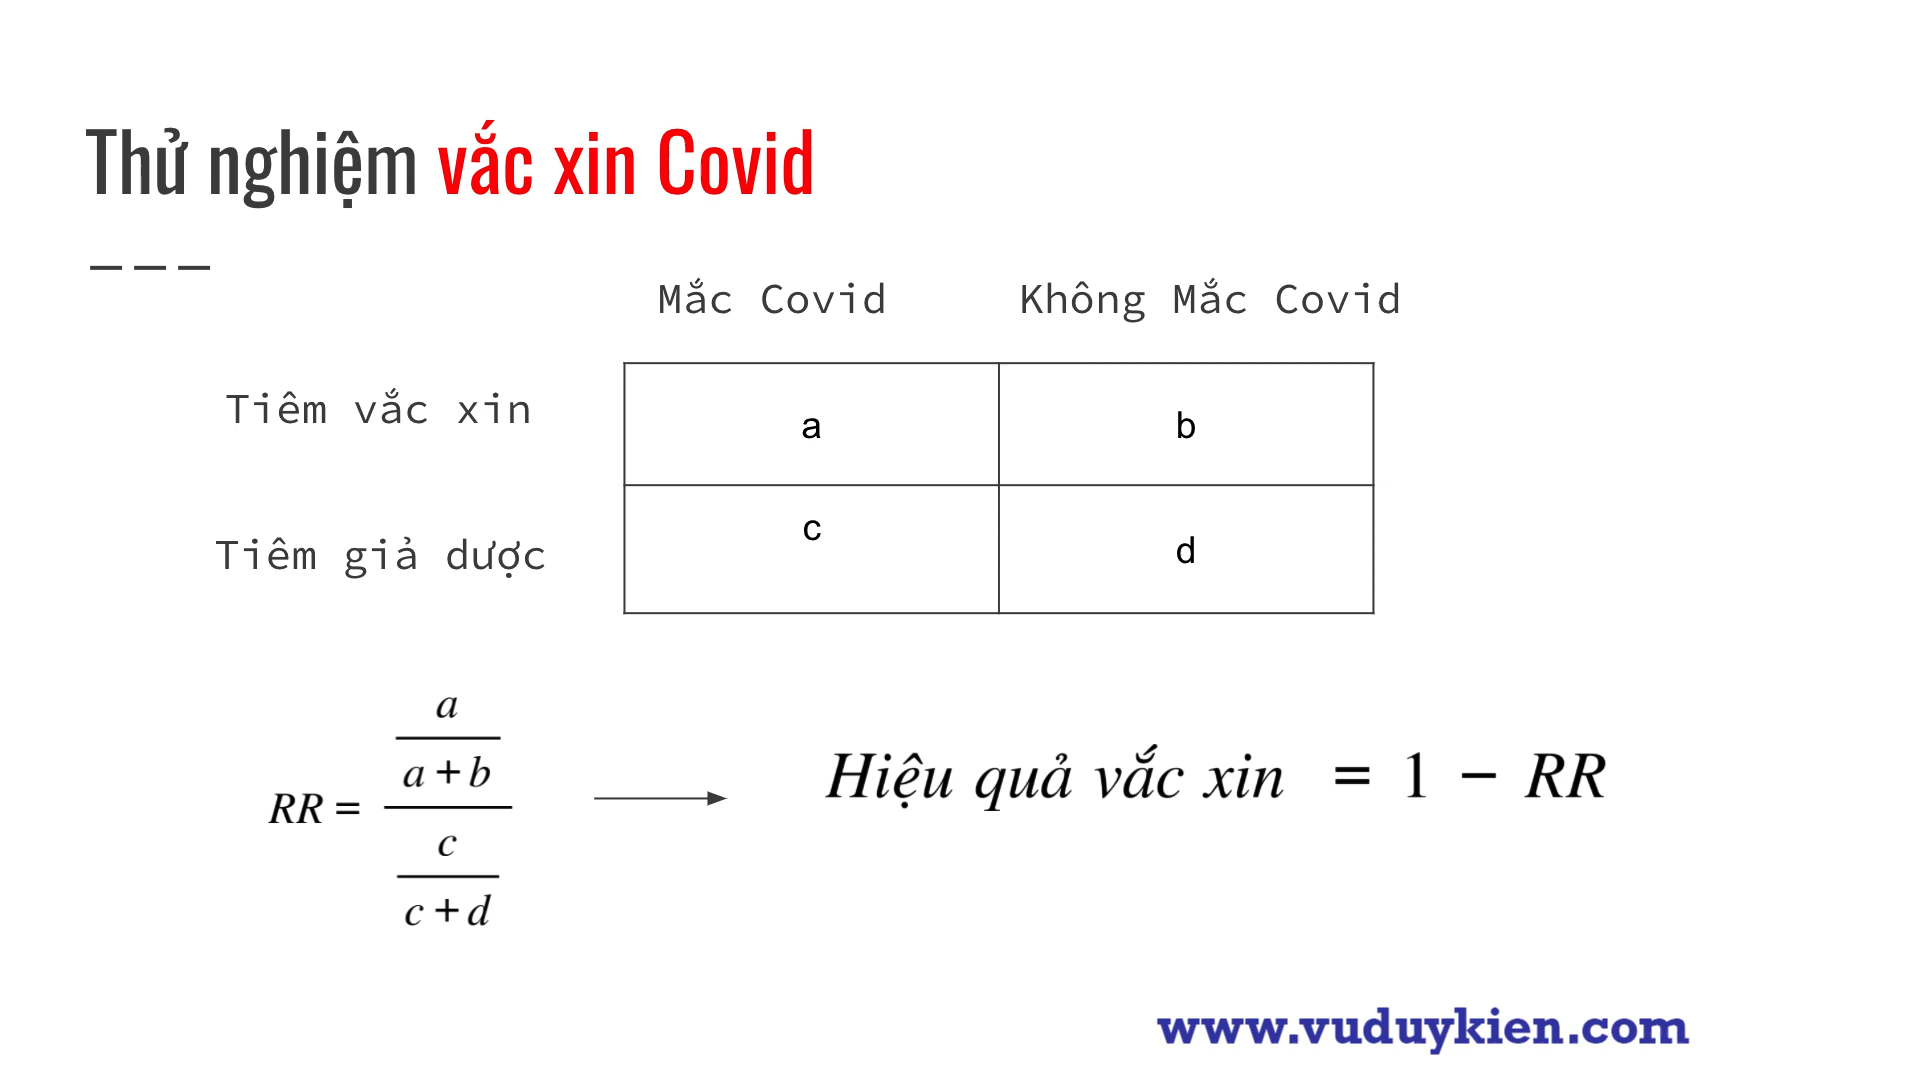 Thử nghiệm vắc xin Covid
Mắc Covid Không Mắc Covid
Tiêm vắc xin a b
Tiêm giả dược c d
a
a + b
RR =
c
c + d
Hiệu quả vắc xin = 1 − RR
www.vuduykien.com